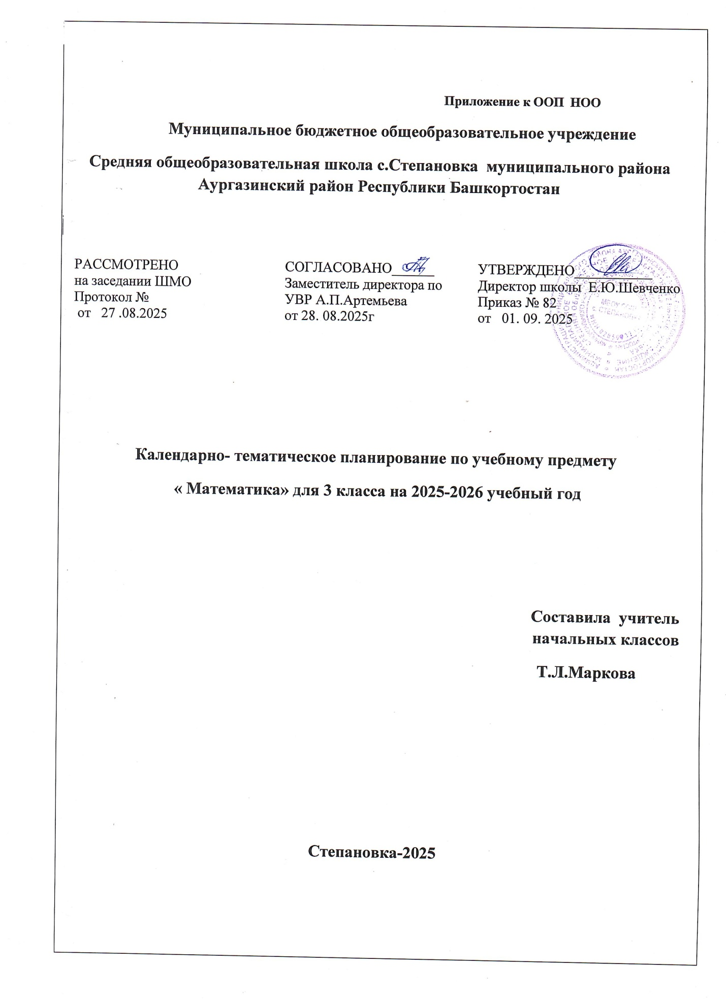 Приложение к ООП  НОО
Муниципальное бюджетное общеобразовательное учреждение
Средняя общеобразовательная школа с.Степановка  муниципального района
Аургазинский район Республики Башкортостан
РАССМОТРЕНО
на заседании ШМО
Протокол №
от   27 .08.2025
СОГЛАСОВАНО______
Заместитель директора по
УВР А.П.Артемьева
от 28. 08.2025г
УТВЕРЖДЕНО___________
Директор школы  Е.Ю.Шевченко
Приказ № 82
от   01. 09. 2025
Календарно- тематическое планирование по учебному предмету
« Математика» для 3 класса на 2025-2026 учебный год
Составила  учитель
начальных классов
Т.Л.Маркова
Степановка-2025